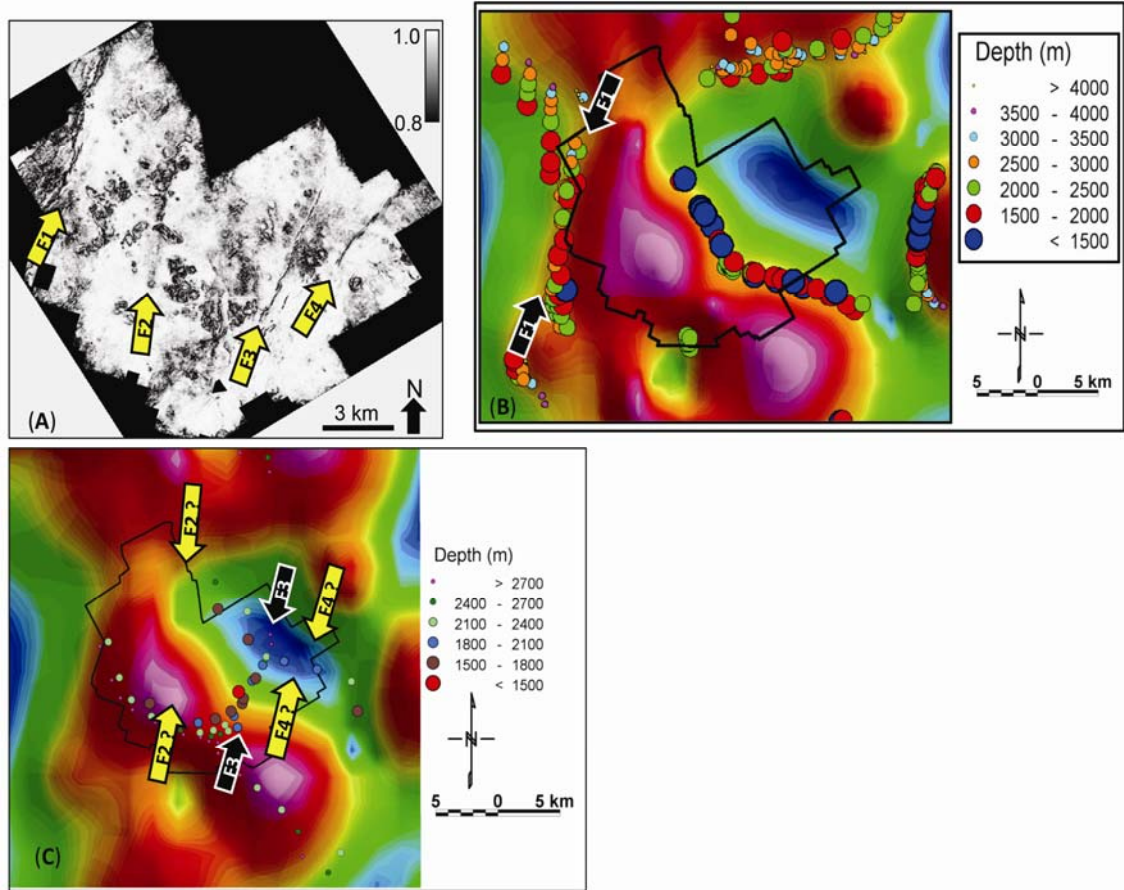 (A)
1.0
0.8
F1
F2
F3
F4
N
3 km
(B)
F1
F1
Depth (m)
> 4000
3500 - 4000
3000 - 3500
2500 - 3000
2000 - 2500
1500 - 2000
< 1500
N
5 0 5 km
(C)
F2 ?
F3
F4 ?
F2 ?
F3
F4 ?
Depth (m)
> 2700
2400 - 2700
2100 - 2400
1800 - 2100
1500 - 1800
< 1500
N
5 0 5 km